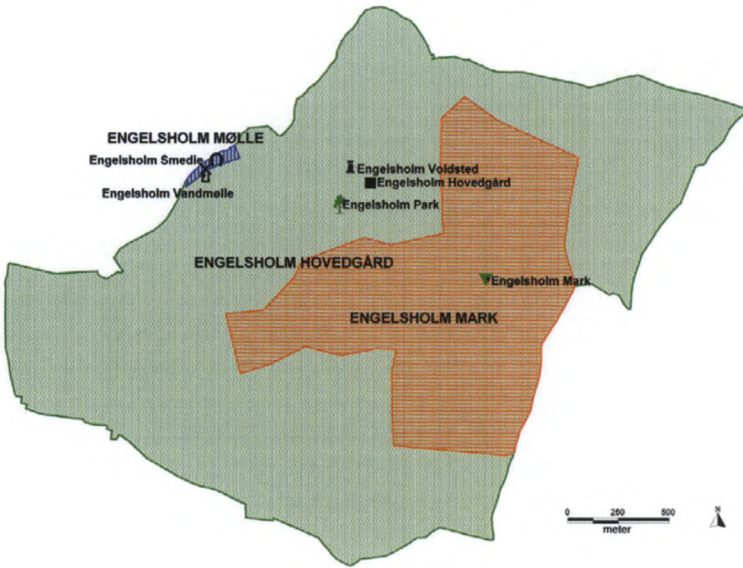 ENGELSHOLM MØLLE
Engelsholm Smedie
Engelsholm Vandmølle
Engelsholm Voldsted
Engelsholm Hovedgård
Engelsholm Park
ENGELSHOLM HOVEDGÅRD
Engelsholm Mark
ENGELSHOLM MARK
0 250 500
meter
N